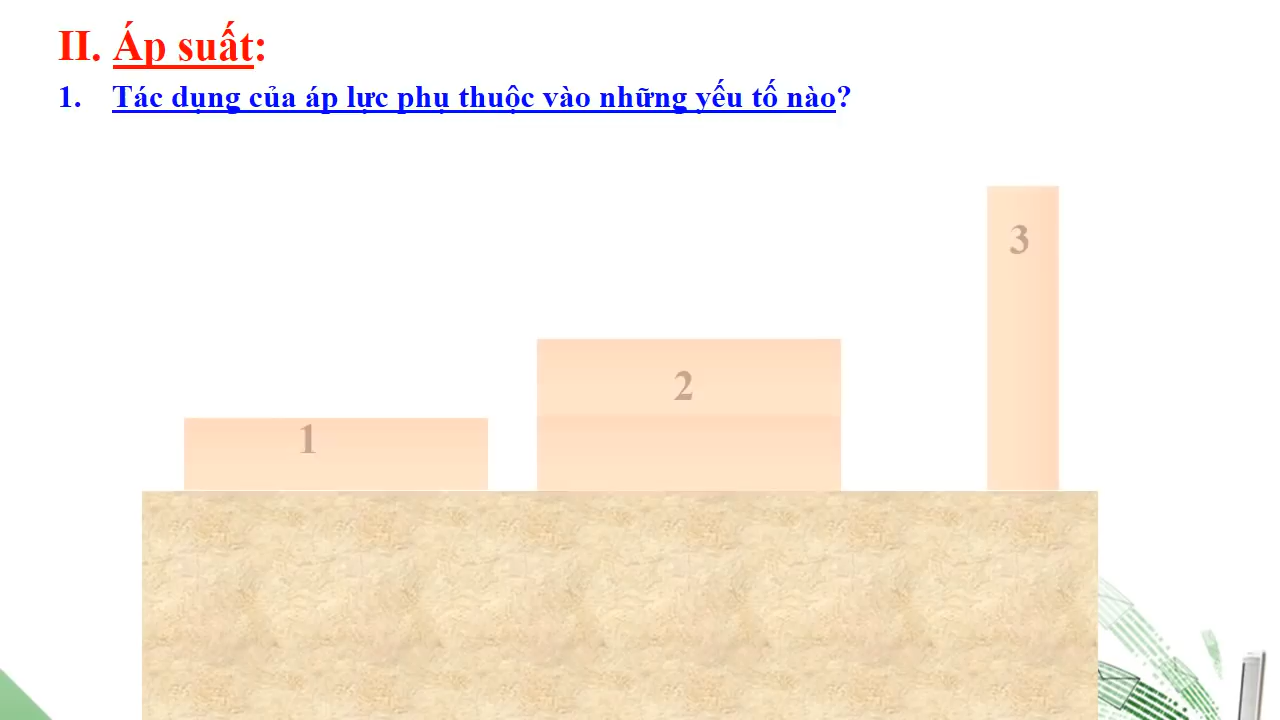 II. Áp suất:
1. Tác dụng của áp lực phụ thuộc vào những yếu tố nào?
3
2
1